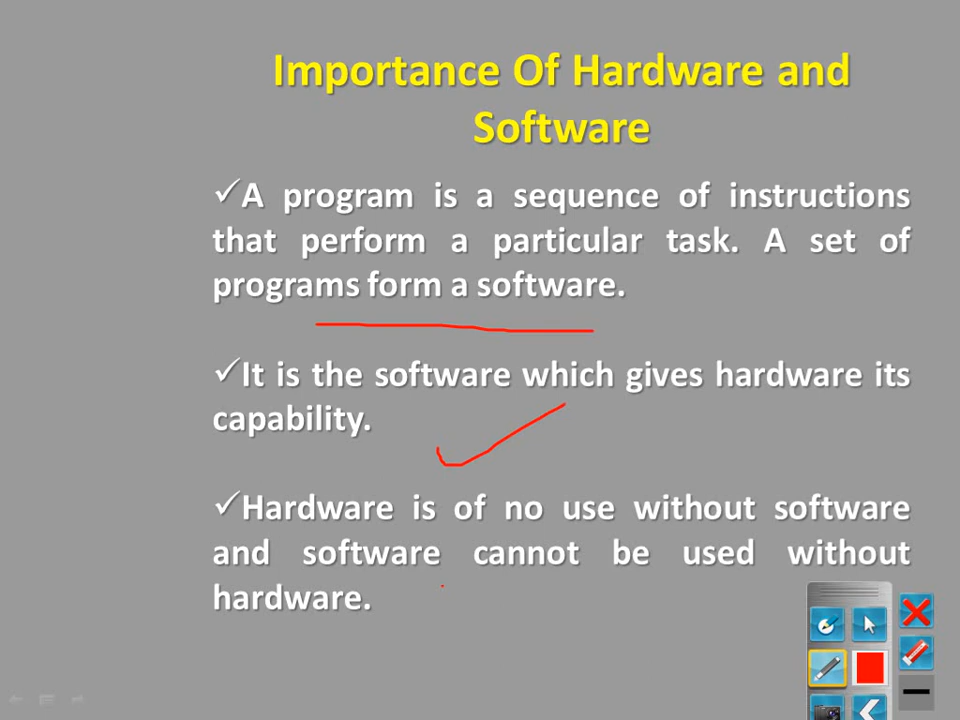 Importance Of Hardware and
Software
✓A program is a sequence of instructions
that perform a particular task. A set of
programs form a software.
✓It is the software which gives hardware its
capability.
✓Hardware is of no use without software
and software cannot be used without
hardware.